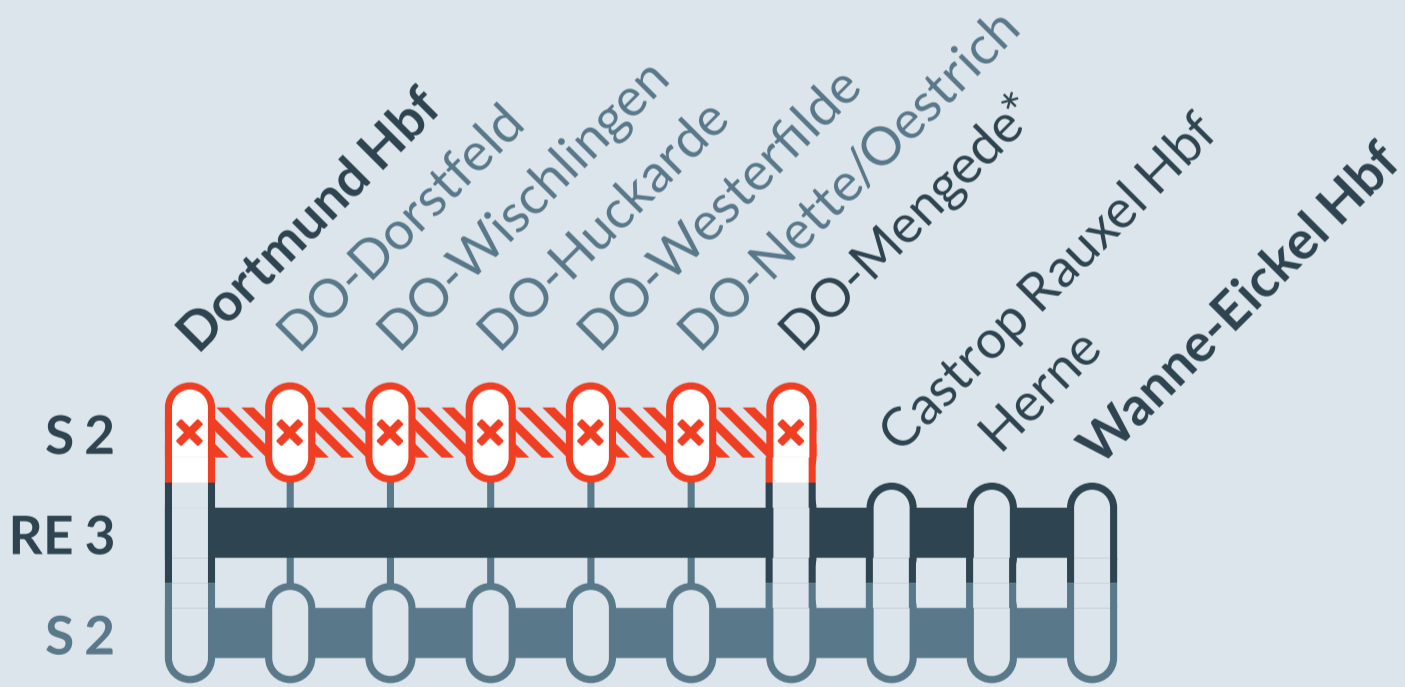 Dortmund Hbf
DO-Dorstfeld
DO-Wischlingen
DO-Huckarde
DO-Westerfilde
DO-Nette/Oestrich
DO-Mengede*
Castrop Rauxel Hbf
Herne
Wanne-Eickel Hbf
S 2
RE 3
S 2